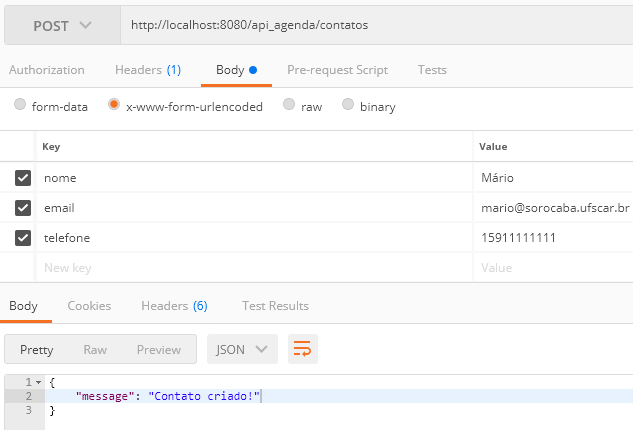 POST http://localhost:8080/api_agenda/contatos
Authorization Headers (1) Body Pre-request Script Tests
form-data x-www-form-urlencoded raw binary
Key Value
nome Mário
email mario@sorocaba.ufscar.br
telefone 15911111111
New key Value
Body Cookies Headers (6) Test Results
Pretty Raw Preview JSON
1 {
2 "message": "Contato criado!"
3 }